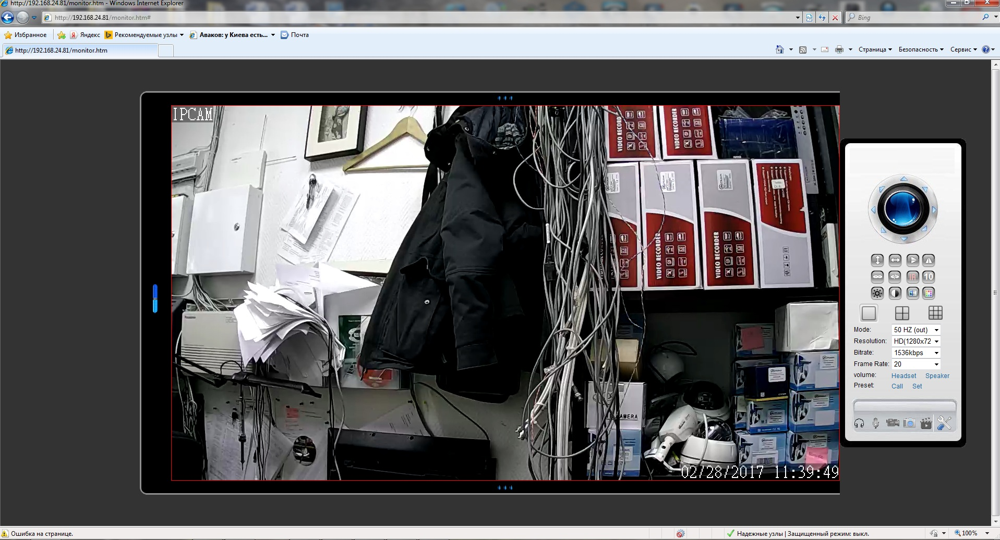 http://192.168.24.81/monitor.htm - Windows Internet Explorer
http://192.168.24.81/monitor.htm#
Bing
Избранное
Яндекс
Рекомендуемые узлы
Аваков: у Киева есть...
Почта
http://192.168.24.81/monitor.htm
Страница
Безопасность
Сервис
IPCAM
VIDEO RECORDER
VIDEO RECORDER
VIDEO RECORDER
VIDEO RECORDER
Panasonic
CAMERA
02/28/2017 11:39:49
IR
10
Mode: 50 HZ (out)
Resolution: HD(1280x72
Bitrate: 1536kbps
Frame Rate: 20
volume: Headset Speaker
Preset: Call Set
Ошибка на странице.
Надежные узлы | Защищенный режим: выкл.
100%